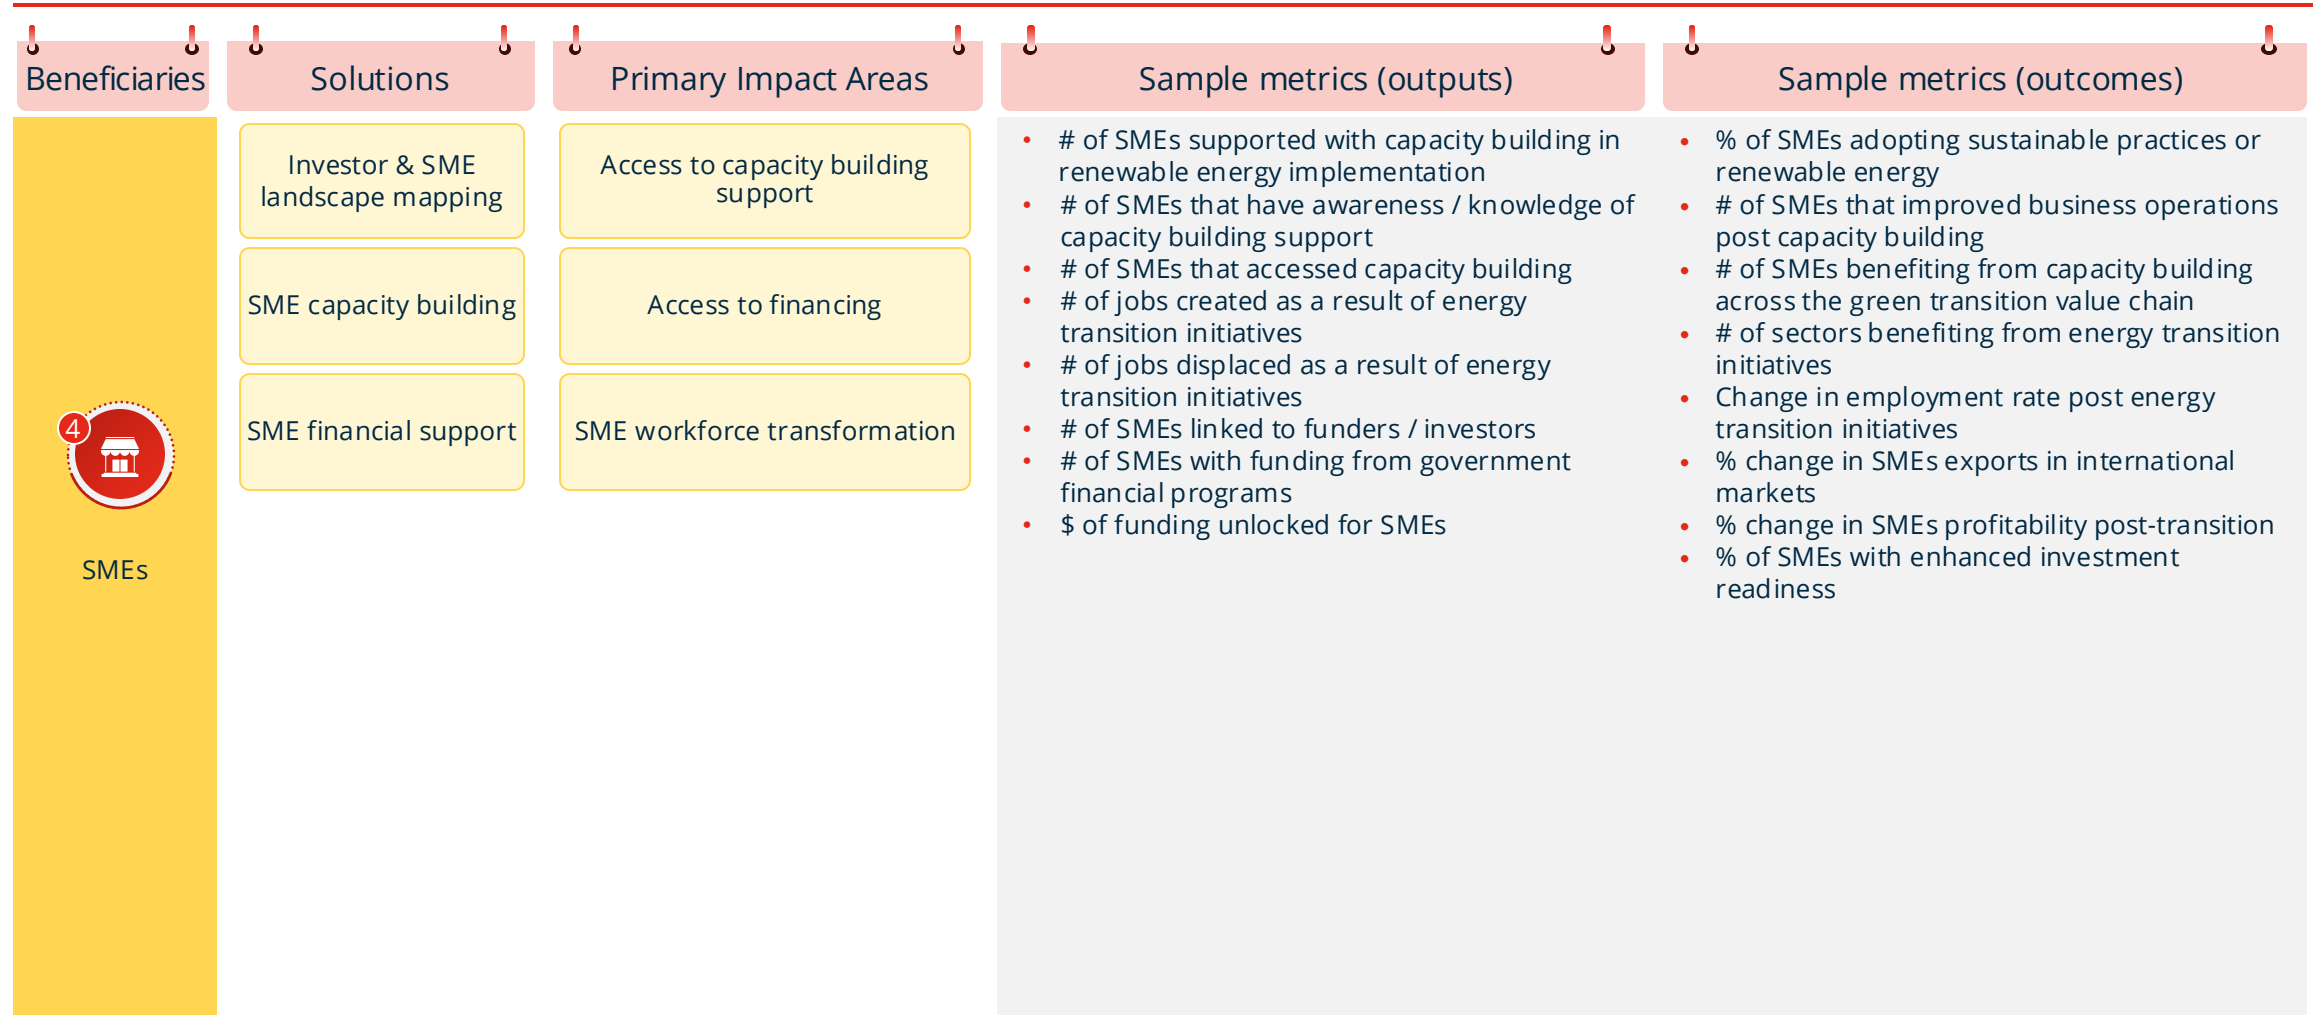 Beneficiaries
Solutions
Primary Impact Areas
Sample metrics (outputs)
Sample metrics (outcomes)
4
SMEs
Investor & SME
landscape mapping
SME capacity building
SME financial support
Access to capacity building
support
Access to financing
SME workforce transformation
• # of SMEs supported with capacity building in
renewable energy implementation
• # of SMEs that have awareness / knowledge of
capacity building support
• # of SMEs that accessed capacity building
• # of jobs created as a result of energy
transition initiatives
• # of jobs displaced as a result of energy
transition initiatives
• # of SMEs linked to funders / investors
• # of SMEs with funding from government
financial programs
• $ of funding unlocked for SMEs
• % of SMEs adopting sustainable practices or
renewable energy
• # of SMEs that improved business operations
post capacity building
• # of SMEs benefiting from capacity building
across the green transition value chain
• # of sectors benefiting from energy transition
initiatives
• Change in employment rate post energy
transition initiatives
• % change in SMEs exports in international
markets
• % change in SMEs profitability post-transition
• % of SMEs with enhanced investment
readiness